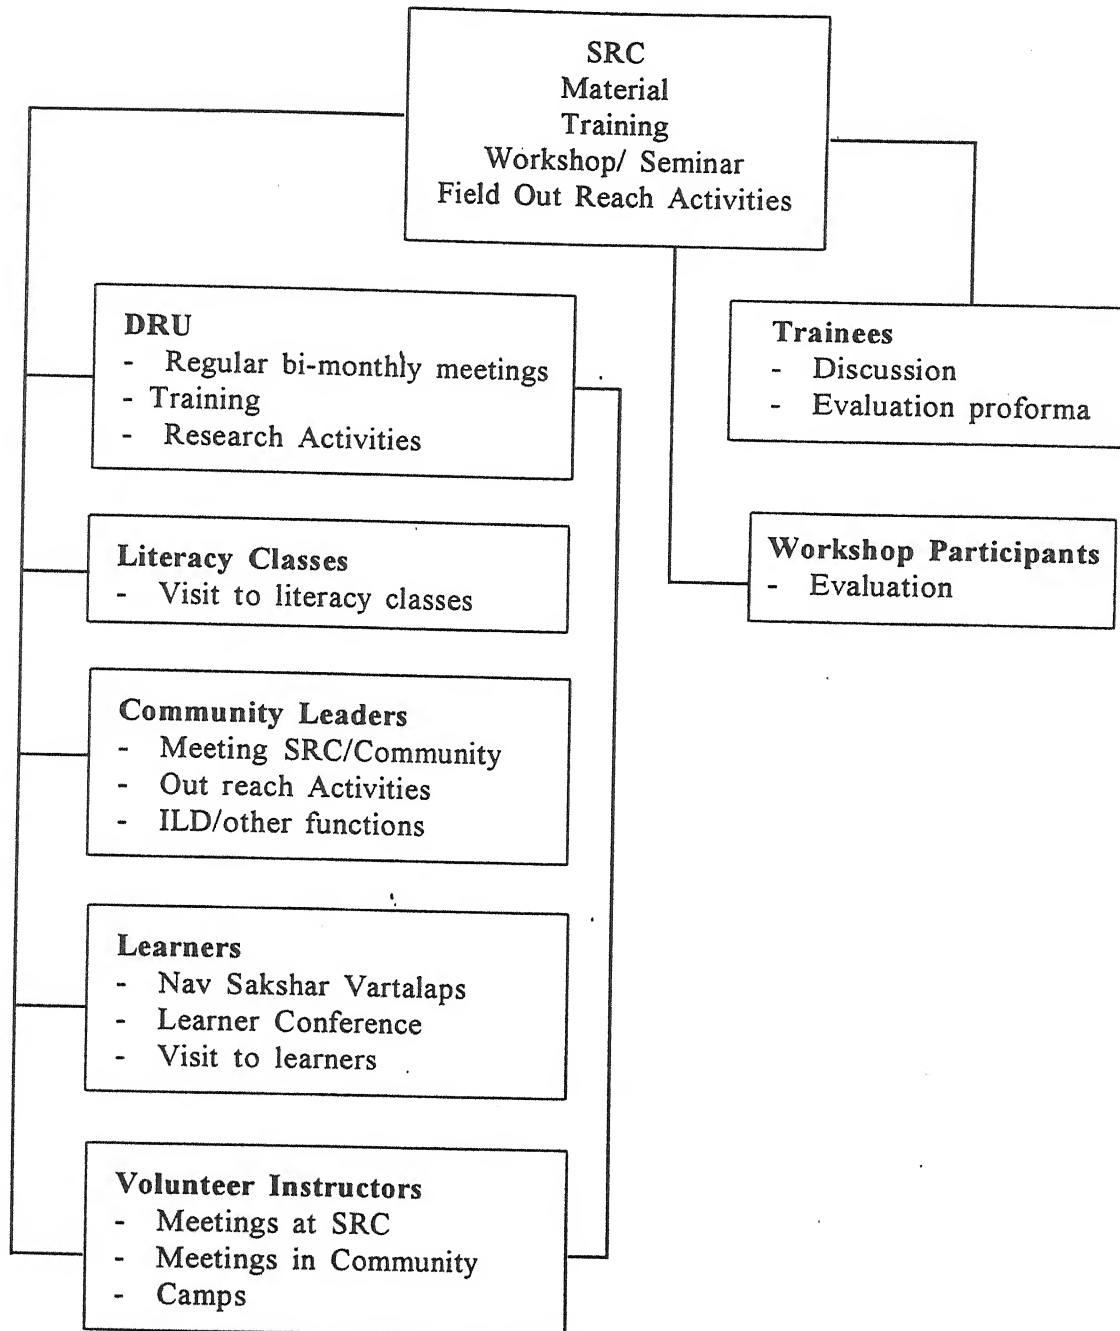 SRC
Material
Training
Workshop/ Seminar
Field Out Reach Activities
DRU
- Regular bi-monthly meetings
- Training
- Research Activities
Literacy Classes
- Visit to literacy classes
Community Leaders
- Meeting SRC/Community
- Out reach Activities
- ILD/other functions
Learners
- Nav Sakshar Vartalaps
- Learner Conference
- Visit to learners
Volunteer Instructors
- Meetings at SRC
- Meetings in Community
- Camps
Trainees
- Discussion
- Evaluation proforma
Workshop Participants
- Evaluation